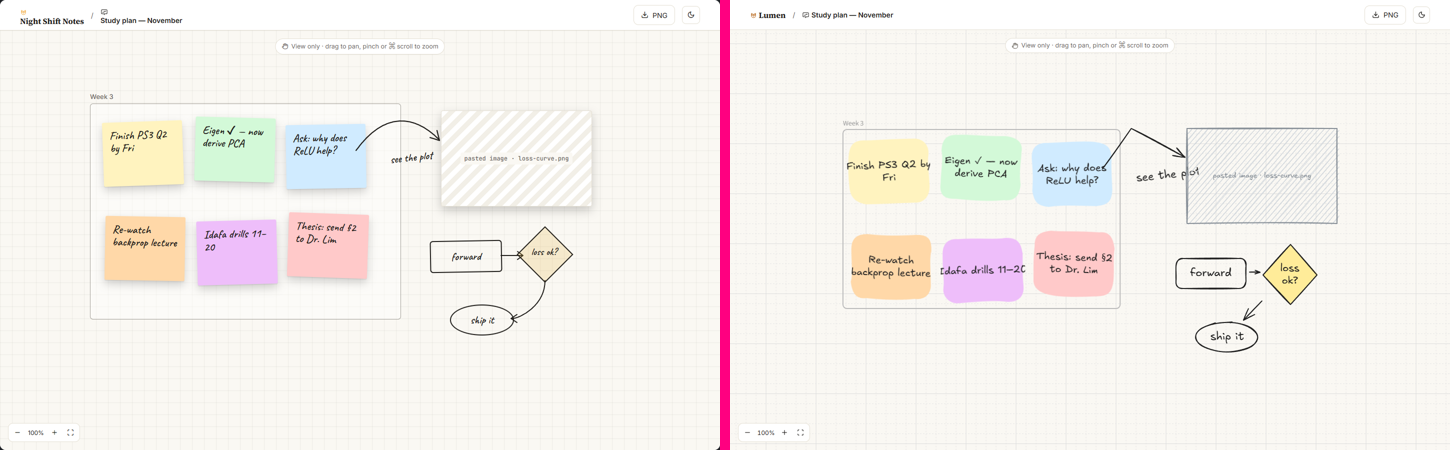 Night Shift Notes / Study plan — November
PNG
View only · drag to pan, pinch or ⌘ scroll to zoom
Week 3
Finish PS3 Q2
by Fri
Eigen ✓ — now
derive PCA
Ask: why does
ReLU help?
see the plot
pasted image · loss-curve.png
Re-watch
backprop lecture
Idafa drills 11–
20
Thesis: send §2
to Dr. Lim
forward
loss ok?
ship it
− 100% +
Lumen / Study plan — November
PNG
View only · drag to pan, pinch or ⌘ scroll to zoom
Week 3
Finish PS3 Q2 by
Fri
Eigen ✓ — now
derive PCA
Ask: why does
ReLU help?
see the plot
pasted image · loss-curve.png
Re-watch
backprop lecture
Idafa drills 11–20
Thesis: send §2
to Dr. Lim
forward
loss
ok?
ship it
− 100% +